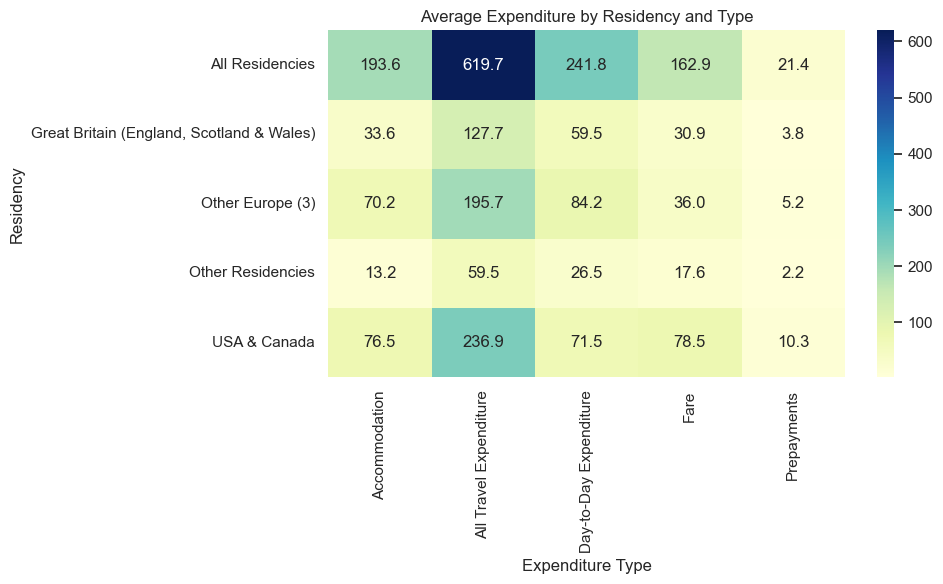 Average Expenditure by Residency and Type
Residency
All Residencies 193.6 619.7 241.8 162.9 21.4
Great Britain (England, Scotland & Wales) 33.6 127.7 59.5 30.9 3.8
Other Europe (3) 70.2 195.7 84.2 36.0 5.2
Other Residencies 13.2 59.5 26.5 17.6 2.2
USA & Canada 76.5 236.9 71.5 78.5 10.3
Accommodation
All Travel Expenditure
Day-to-Day Expenditure
Fare
Prepayments
Expenditure Type
600
500
400
300
200
100